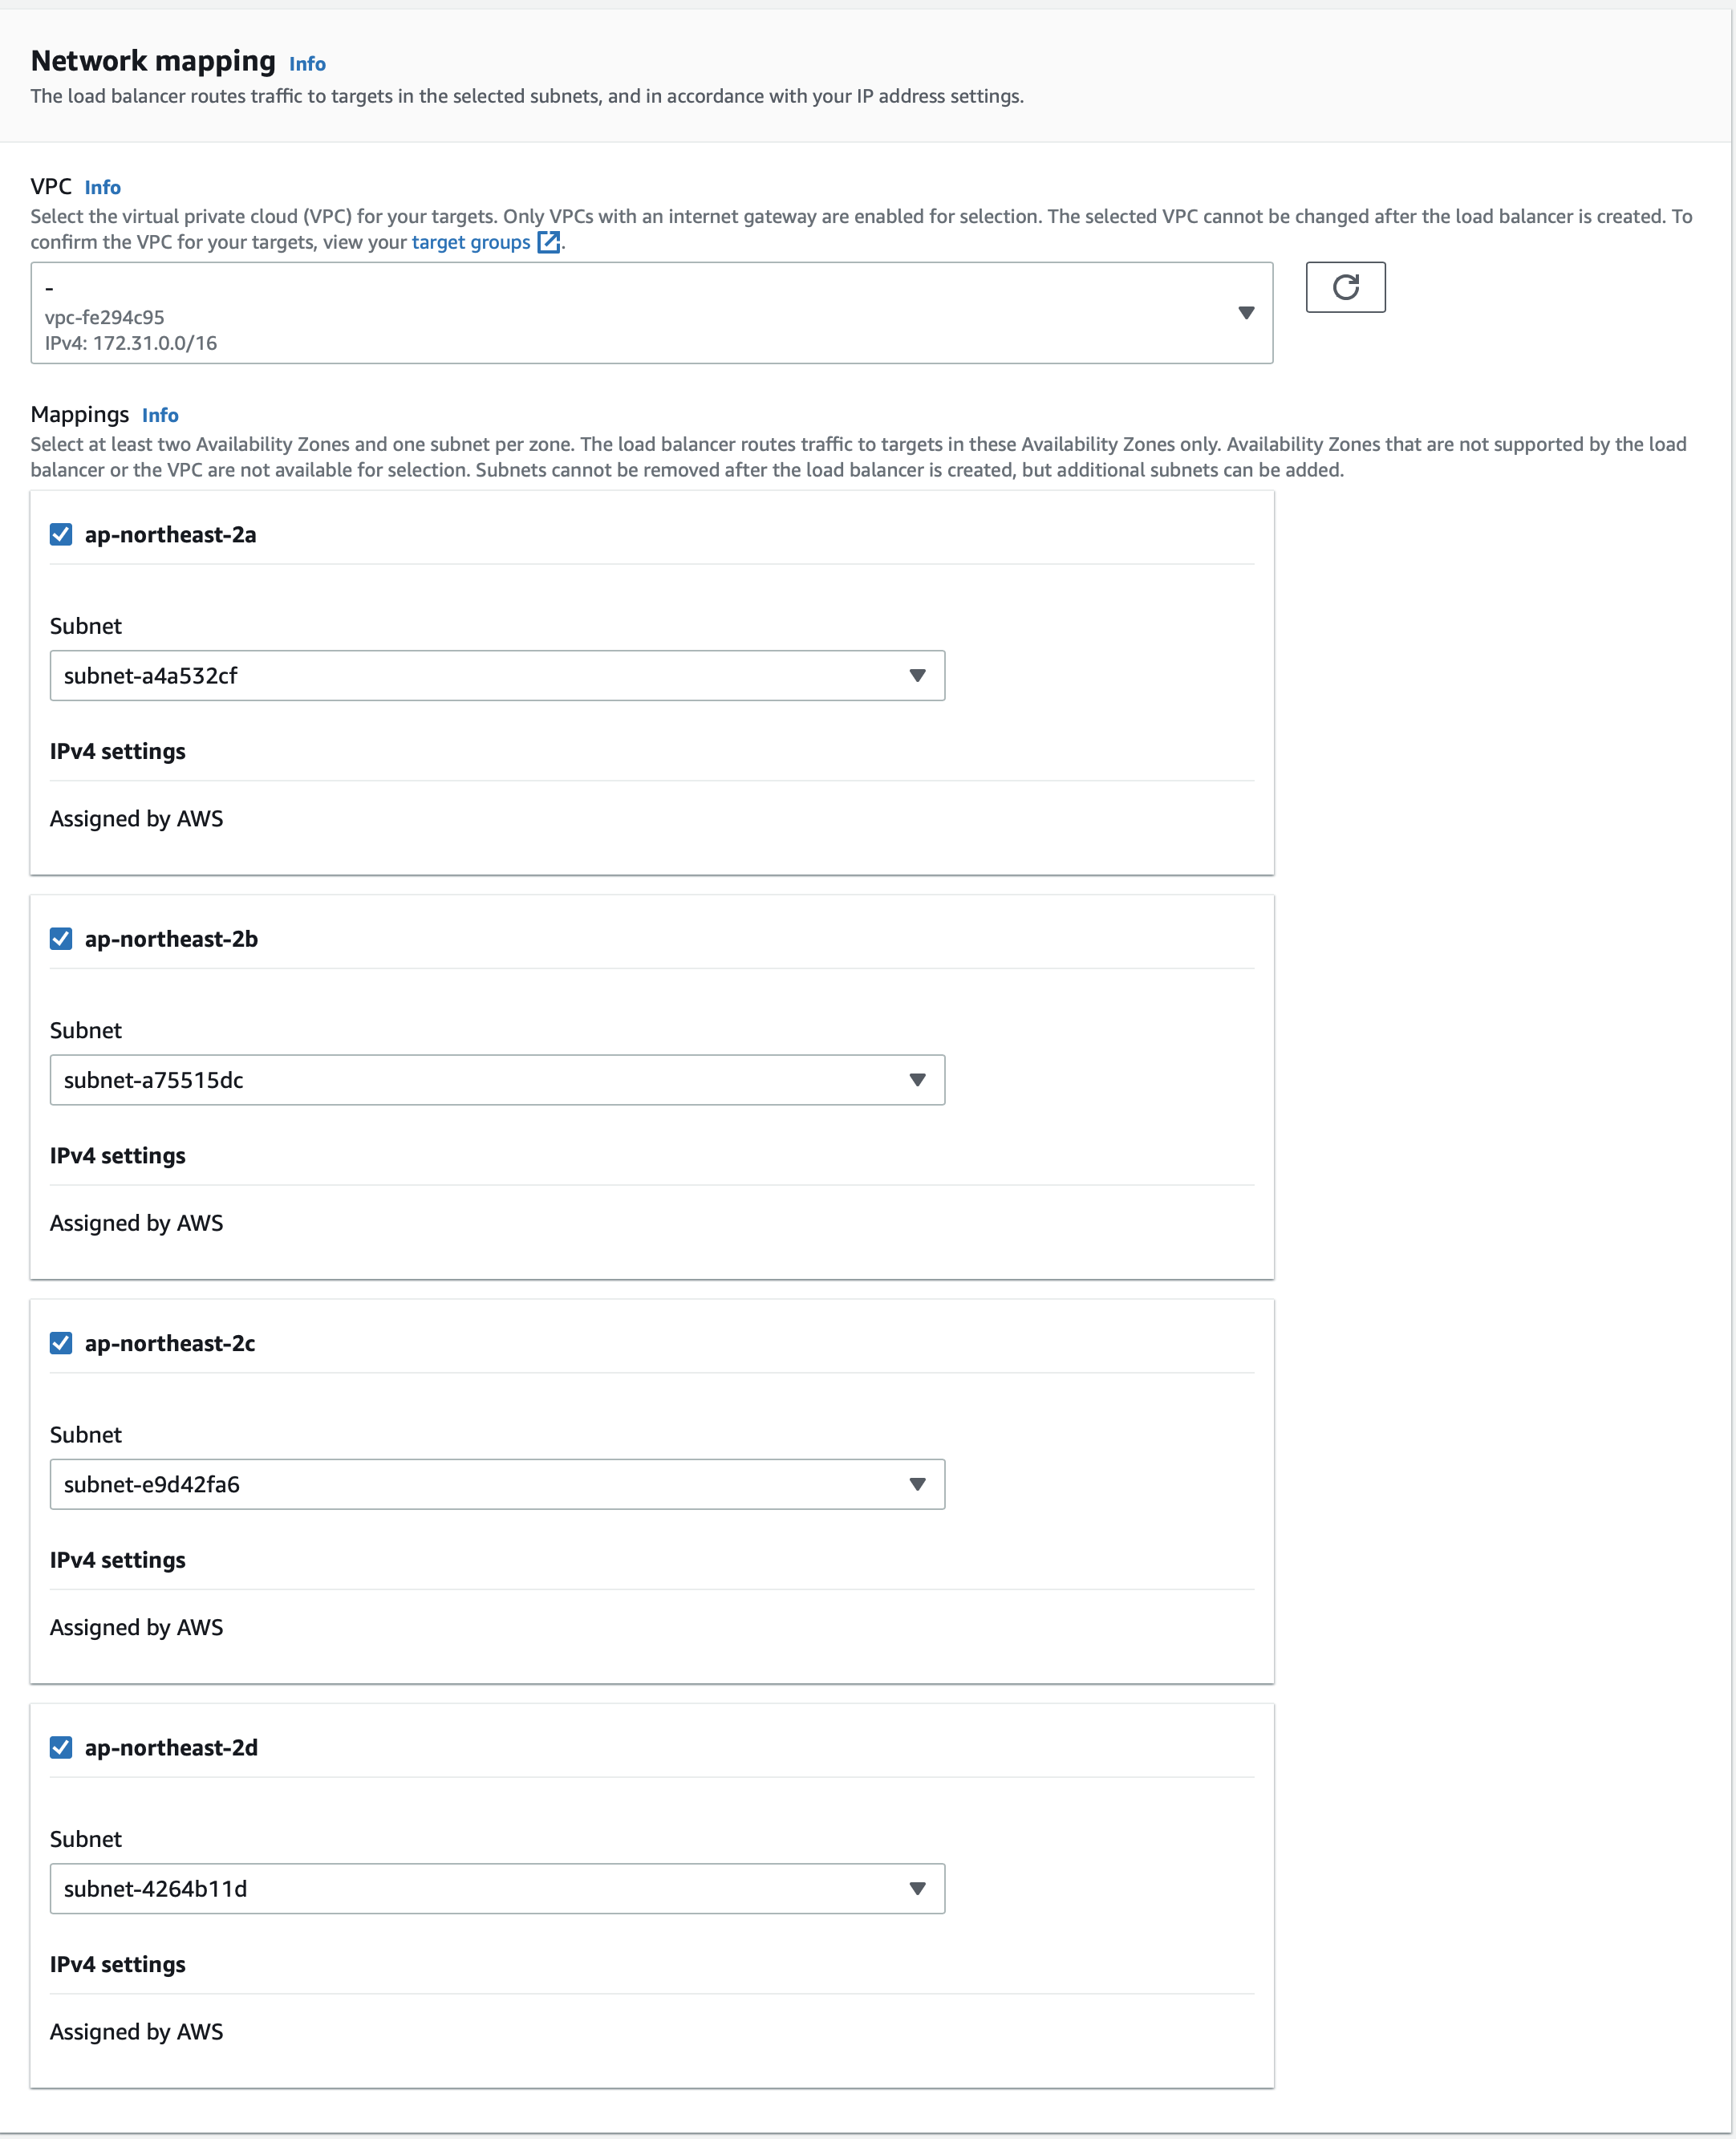 Network mapping Info
The load balancer routes traffic to targets in the selected subnets, and in accordance with your IP address settings.
VPC Info
Select the virtual private cloud (VPC) for your targets. Only VPCs with an internet gateway are enabled for selection. The selected VPC cannot be changed after the load balancer is created. To
confirm the VPC for your targets, view your target groups.
-
vpc-fe294c95
IPv4: 172.31.0.0/16
Mappings Info
Select at least two Availability Zones and one subnet per zone. The load balancer routes traffic to targets in these Availability Zones only. Availability Zones that are not supported by the load
balancer or the VPC are not available for selection. Subnets cannot be removed after the load balancer is created, but additional subnets can be added.
ap-northeast-2a
Subnet
subnet-a4a532cf
IPv4 settings
Assigned by AWS
ap-northeast-2b
Subnet
subnet-a75515dc
IPv4 settings
Assigned by AWS
ap-northeast-2c
Subnet
subnet-e9d42fa6
IPv4 settings
Assigned by AWS
ap-northeast-2d
Subnet
subnet-4264b11d
IPv4 settings
Assigned by AWS